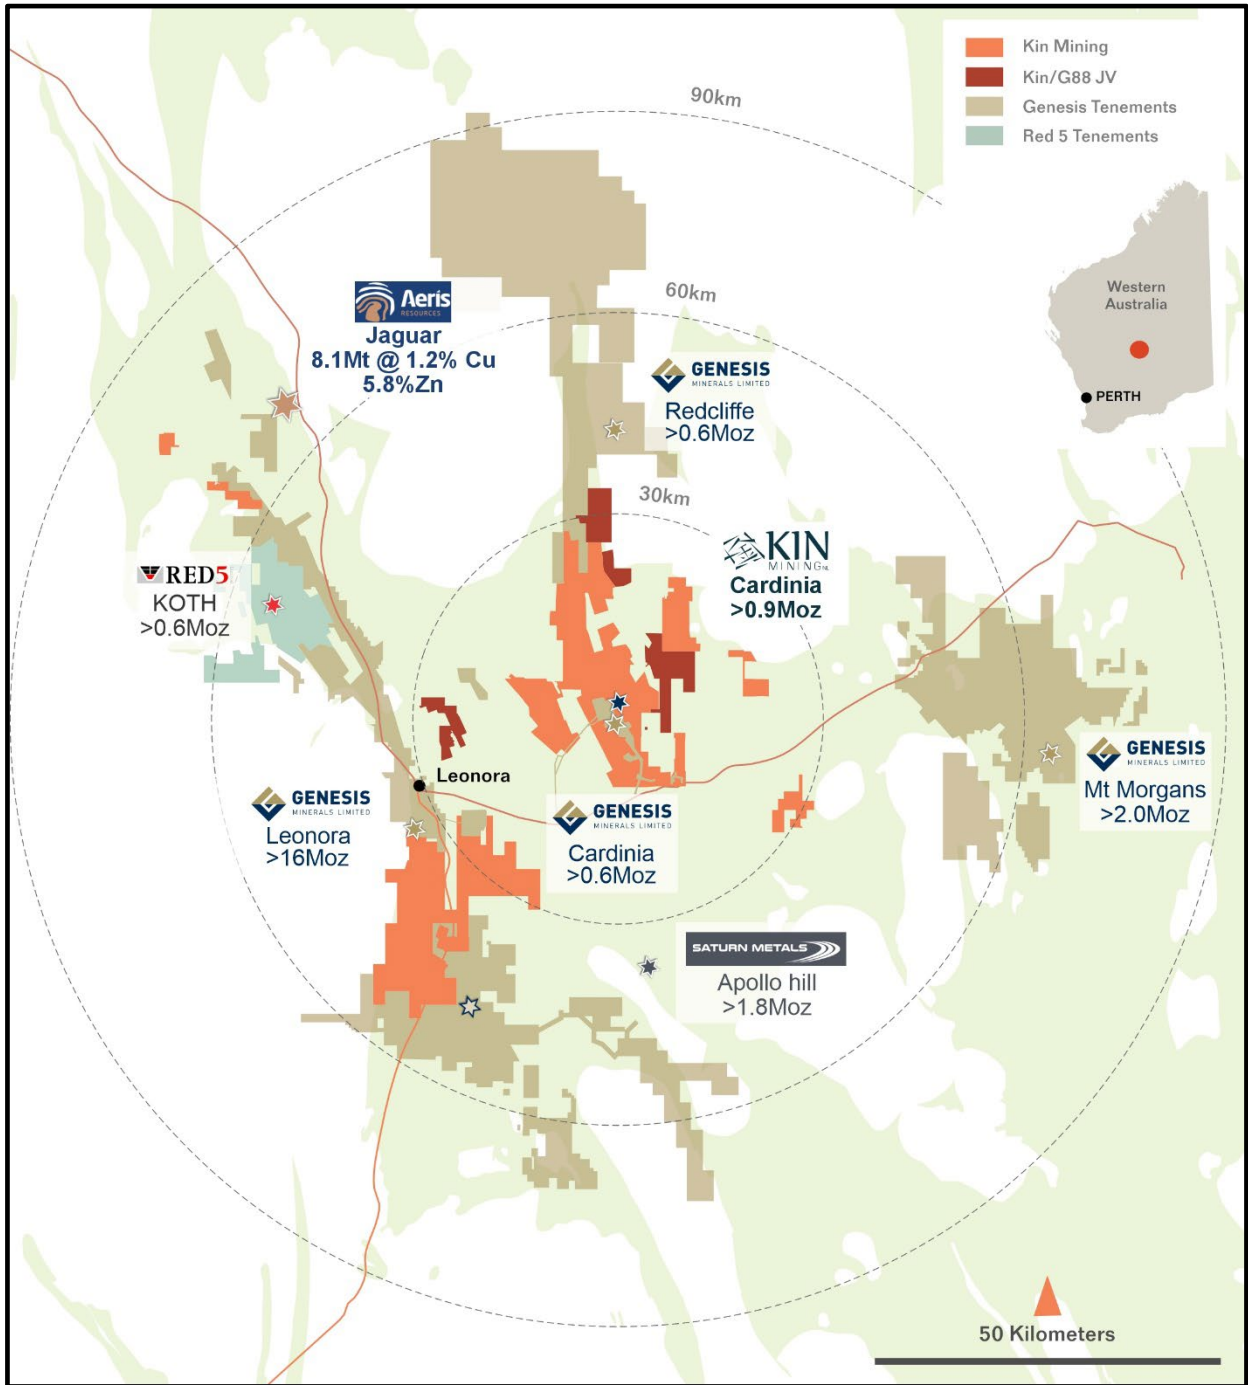 Kin Mining
Kin/G88 JV
Genesis Tenements
Red 5 Tenements
90km
Western
Australia
PERTH
60km
Aeris
RESOURCES
Jaguar
8.1Mt @ 1.2% Cu
5.8%Zn
GENESIS
MINERALS LIMITED
Redcliffe
>0.6Moz
30km
KIN
MINING NL
Cardinia
>0.9Moz
RED5
KOTH
>0.6Moz
Leonora
GENESIS
MINERALS LIMITED
Mt Morgans
>2.0Moz
GENESIS
MINERALS LIMITED
Leonora
>16Moz
GENESIS
MINERALS LIMITED
Cardinia
>0.6Moz
SATURN METALS
Apollo hill
>1.8Moz
50 Kilometers